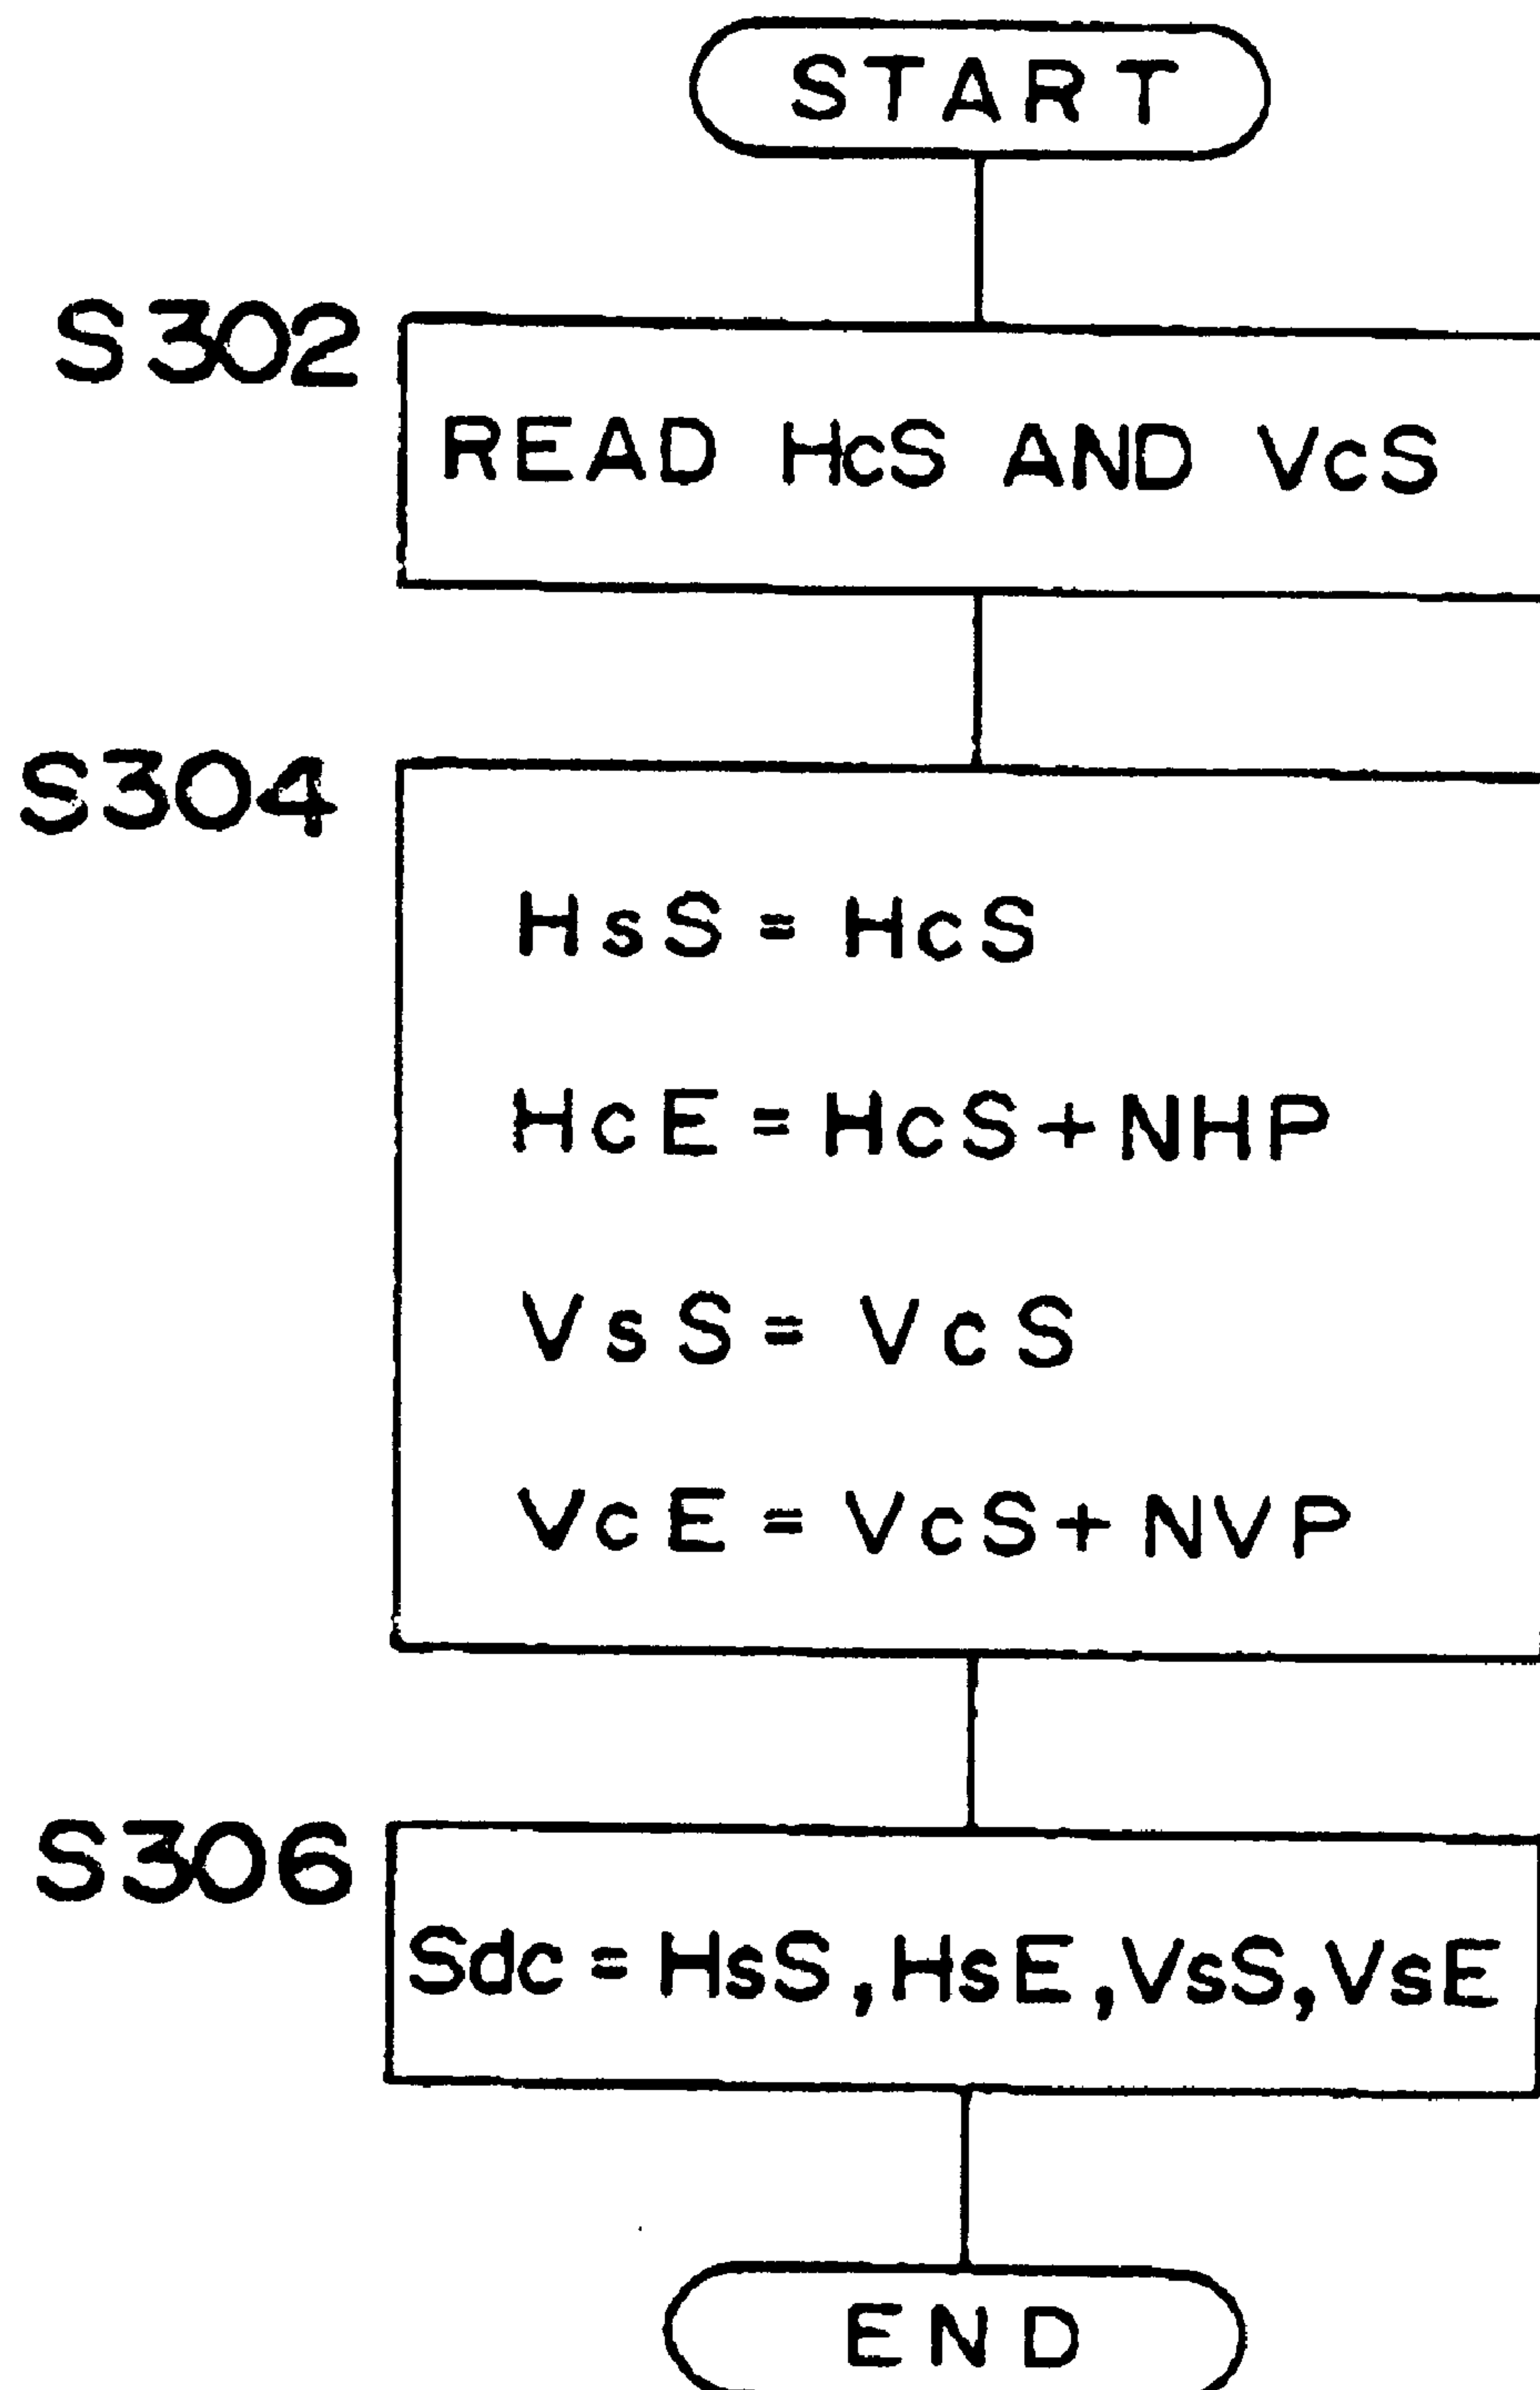 START
S302
READ HcS AND VcS
S304
HsS = HcS
HcE = HcS + NHP
VsS = VcS
VcE = VcS + NVP
S306
Sdc = HsS, HsE, VsS, VsE
END